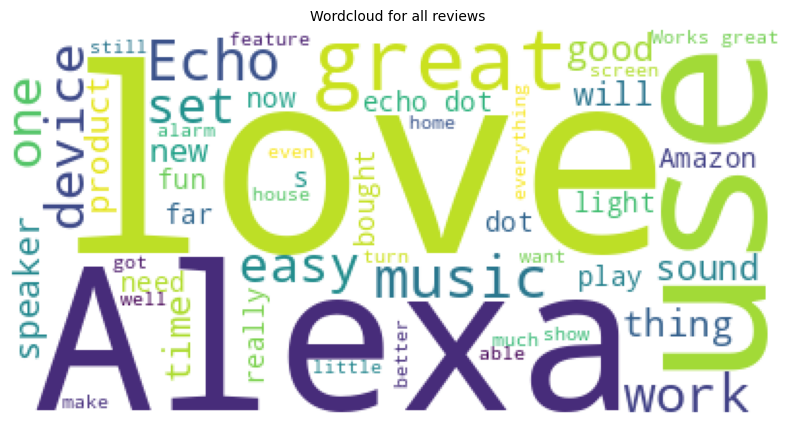 Wordcloud for all reviews
still
feature
Works great
love
Echo
great
good
screen
one
device
product
set
now
echo dot
will
use
alarm
home
new
even
everything
Amazon
fun
s
house
bought
light
far
dot
speaker
got
easy
turn
want
sound
need
music
play
well
time
really
Alexa
thing
better
much
show
able
little
make
work